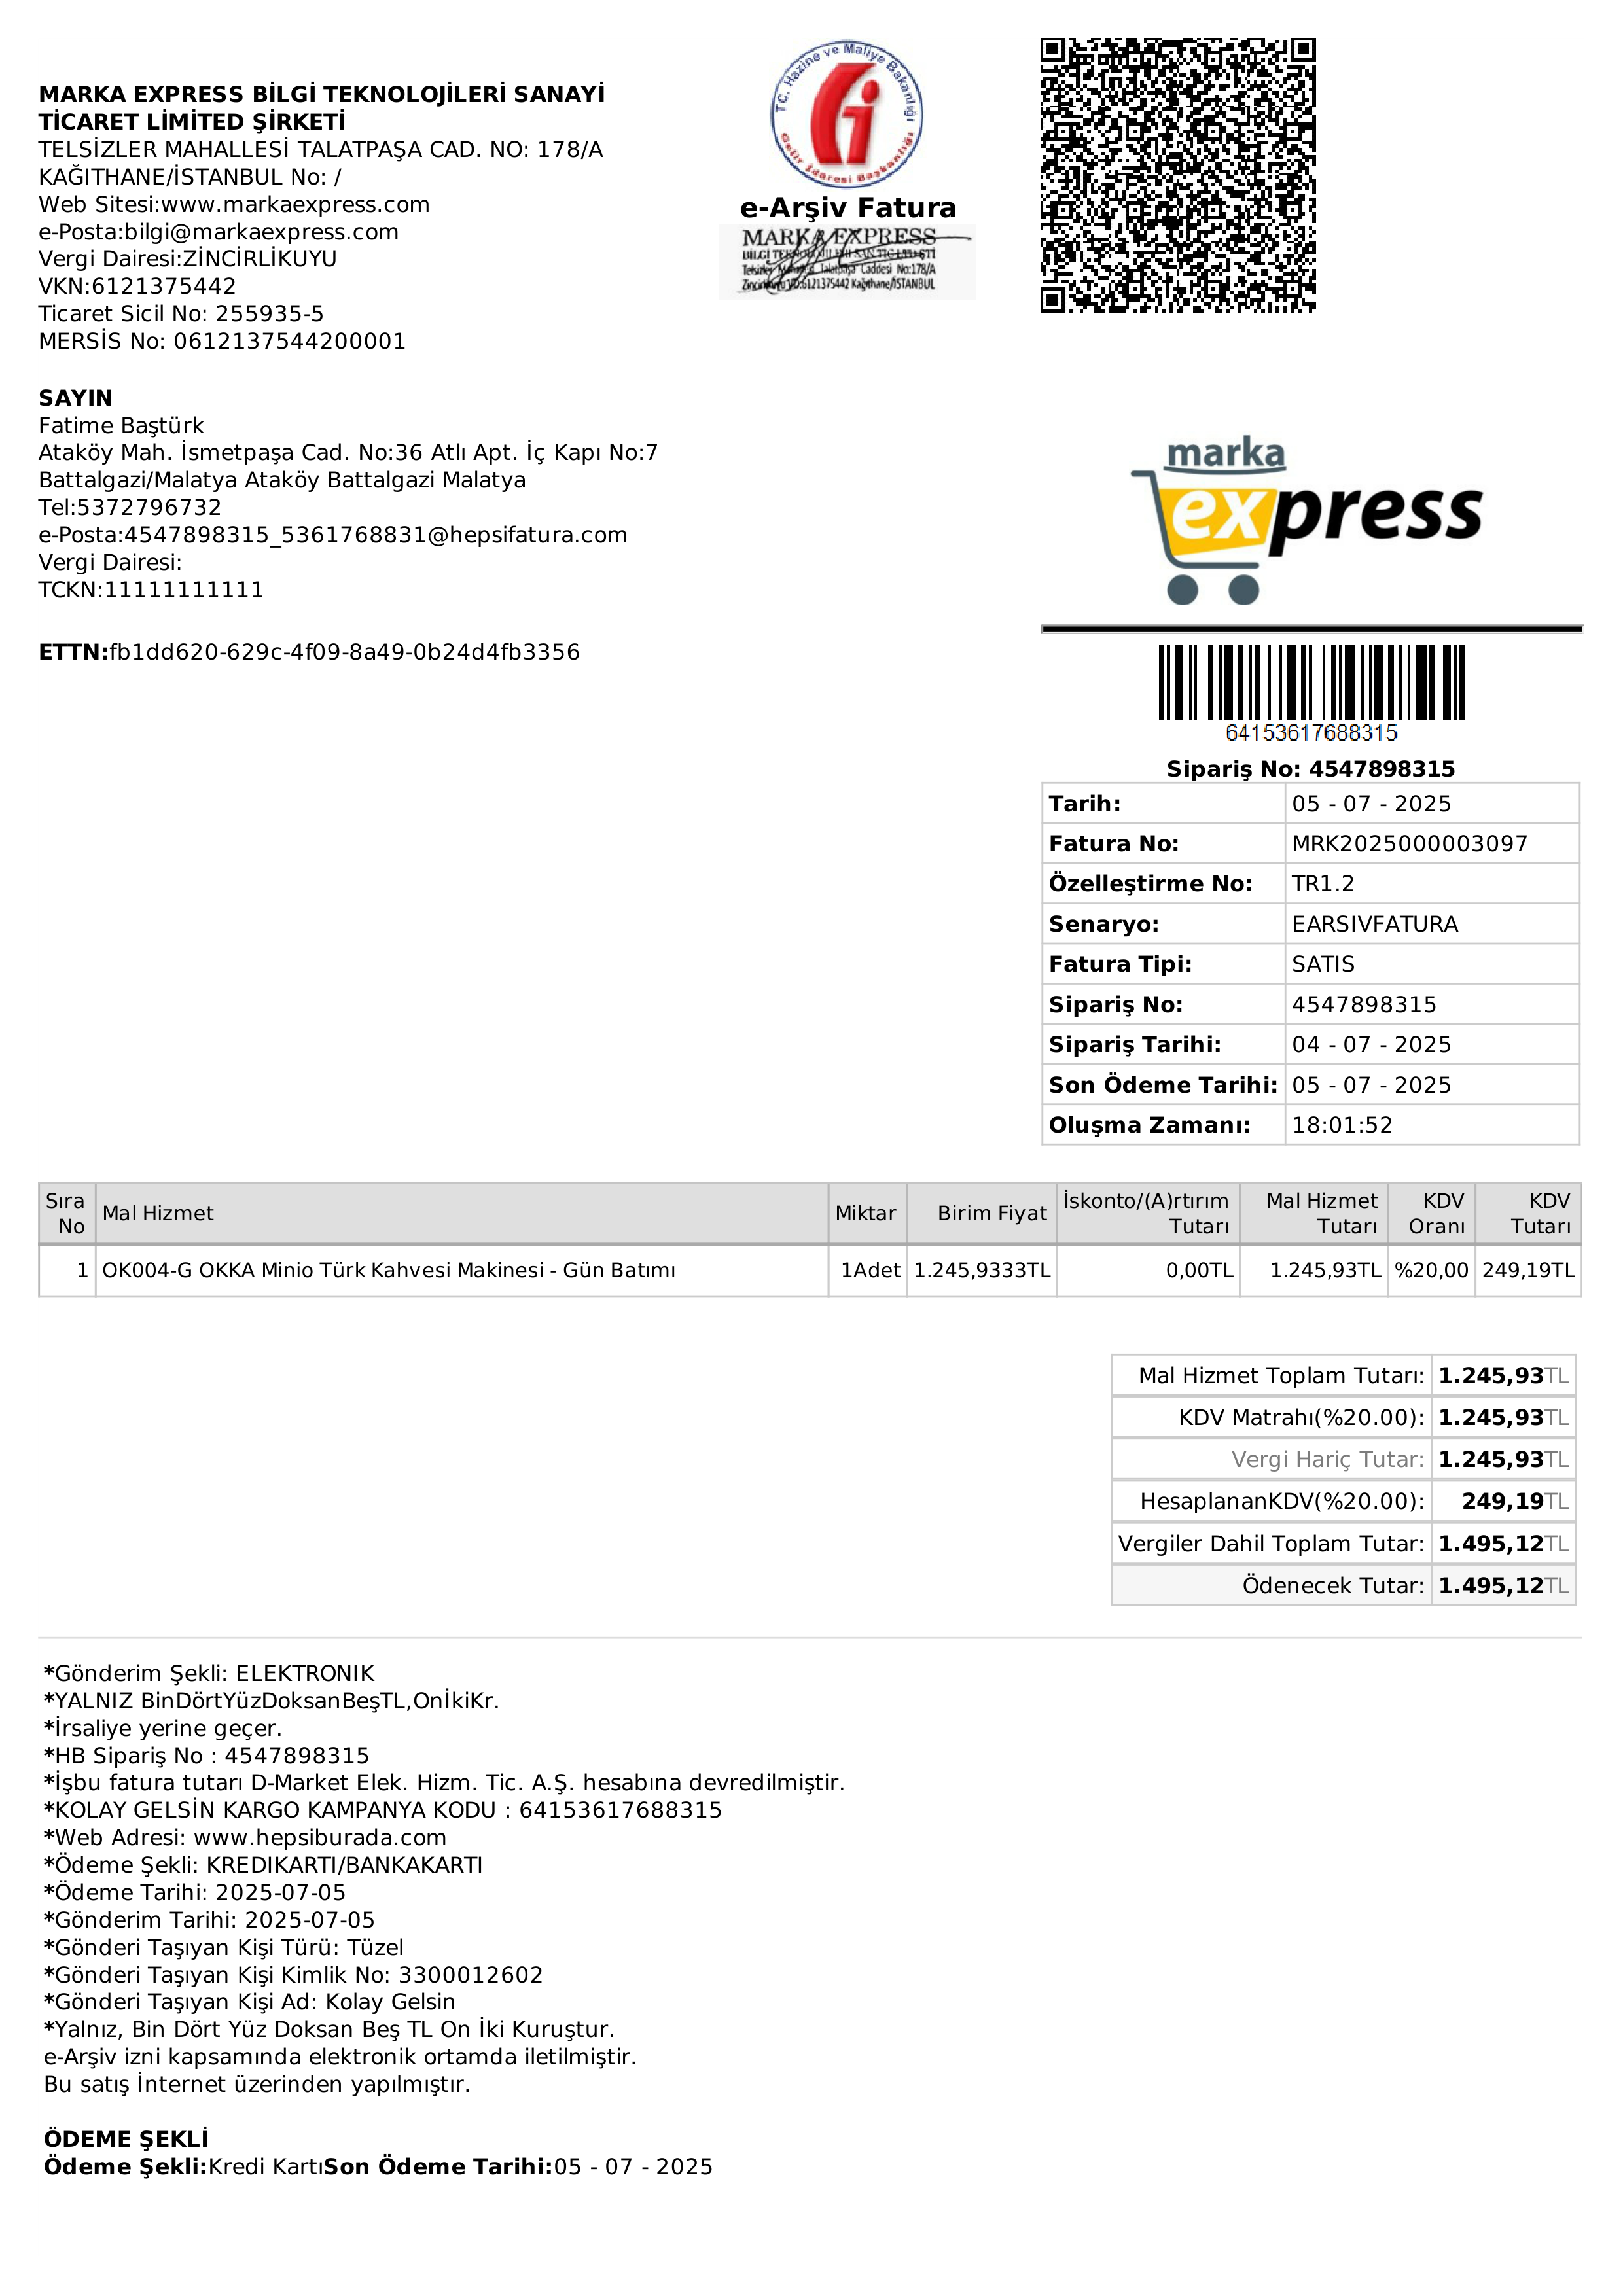 MARKA EXPRESS BİLGİ TEKNOLOJİLERİ SANAYİ
TİCARET LİMİTED ŞİRKETİ
TELSİZLER MAHALLESİ TALATPAŞA CAD. NO: 178/A
KAĞITHANE/İSTANBUL No: /
Web Sitesi:www.markaexpress.com
e-Posta:bilgi@markaexpress.com
Vergi Dairesi:ZİNCİRLİKUYU
VKN:6121375442
Ticaret Sicil No: 255935-5
MERSİS No: 0612137544200001
TC. Hazine ve Maliye Bakanlığı
Gelir İdaresi Başkanlığı
e-Arşiv Fatura
MARKA EXPRESS
Telsizler Talatpaşa Caddesi No:178/A
6121375442 Kağıthane/İSTANBUL
SAYIN
Fatime Baştürk
Ataköy Mah. İsmetpaşa Cad. No:36 Atlı Apt. İç Kapı No:7
Battalgazi/Malatya Ataköy Battalgazi Malatya
Tel:5372796732
e-Posta:4547898315_5361768831@hepsifatura.com
Vergi Dairesi:
TCKN:11111111111
ETTN:fb1dd620-629c-4f09-8a49-0b24d4fb3356
marka
express
64153617688315
Sipariş No: 4547898315
Tarih: 05 - 07 - 2025
Fatura No: MRK2025000003097
Özelleştirme No: TR1.2
Senaryo: EARSIVFATURA
Fatura Tipi: SATIS
Sipariş No: 4547898315
Sipariş Tarihi: 04 - 07 - 2025
Son Ödeme Tarihi: 05 - 07 - 2025
Oluşma Zamanı: 18:01:52
Sıra No Mal Hizmet Miktar Birim Fiyat İskonto/(A)rtırım Tutarı Mal Hizmet Tutarı KDV Oranı KDV Tutarı
1 OK004-G OKKA Minio Türk Kahvesi Makinesi - Gün Batımı 1Adet 1.245,9333TL 0,00TL 1.245,93TL %20,00 249,19TL
Mal Hizmet Toplam Tutarı: 1.245,93TL
KDV Matrahı(%20.00): 1.245,93TL
Vergi Hariç Tutar: 1.245,93TL
HesaplananKDV(%20.00): 249,19TL
Vergiler Dahil Toplam Tutar: 1.495,12TL
Ödenecek Tutar: 1.495,12TL
*Gönderim Şekli: ELEKTRONIK
*YALNIZ BinDörtYüzDoksanBeşTL,OnİkiKr.
*İrsaliye yerine geçer.
*HB Sipariş No : 4547898315
*İşbu fatura tutarı D-Market Elek. Hizm. Tic. A.Ş. hesabına devredilmiştir.
*KOLAY GELSİN KARGO KAMPANYA KODU : 64153617688315
*Web Adresi: www.hepsiburada.com
*Ödeme Şekli: KREDIKARTI/BANKAKARTI
*Ödeme Tarihi: 2025-07-05
*Gönderim Tarihi: 2025-07-05
*Gönderi Taşıyan Kişi Türü: Tüzel
*Gönderi Taşıyan Kişi Kimlik No: 3300012602
*Gönderi Taşıyan Kişi Ad: Kolay Gelsin
*Yalnız, Bin Dört Yüz Doksan Beş TL On İki Kuruştur.
e-Arşiv izni kapsamında elektronik ortamda iletilmiştir.
Bu satış İnternet üzerinden yapılmıştır.
ÖDEME ŞEKLİ
Ödeme Şekli:Kredi KartıSon Ödeme Tarihi:05 - 07 - 2025